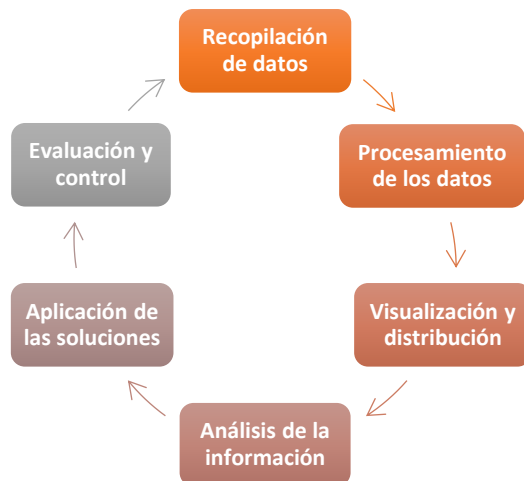 Recopilación
de datos
Procesamiento
de los datos
Visualización y
distribución
Análisis de la
información
Aplicación de
las soluciones
Evaluación y
control